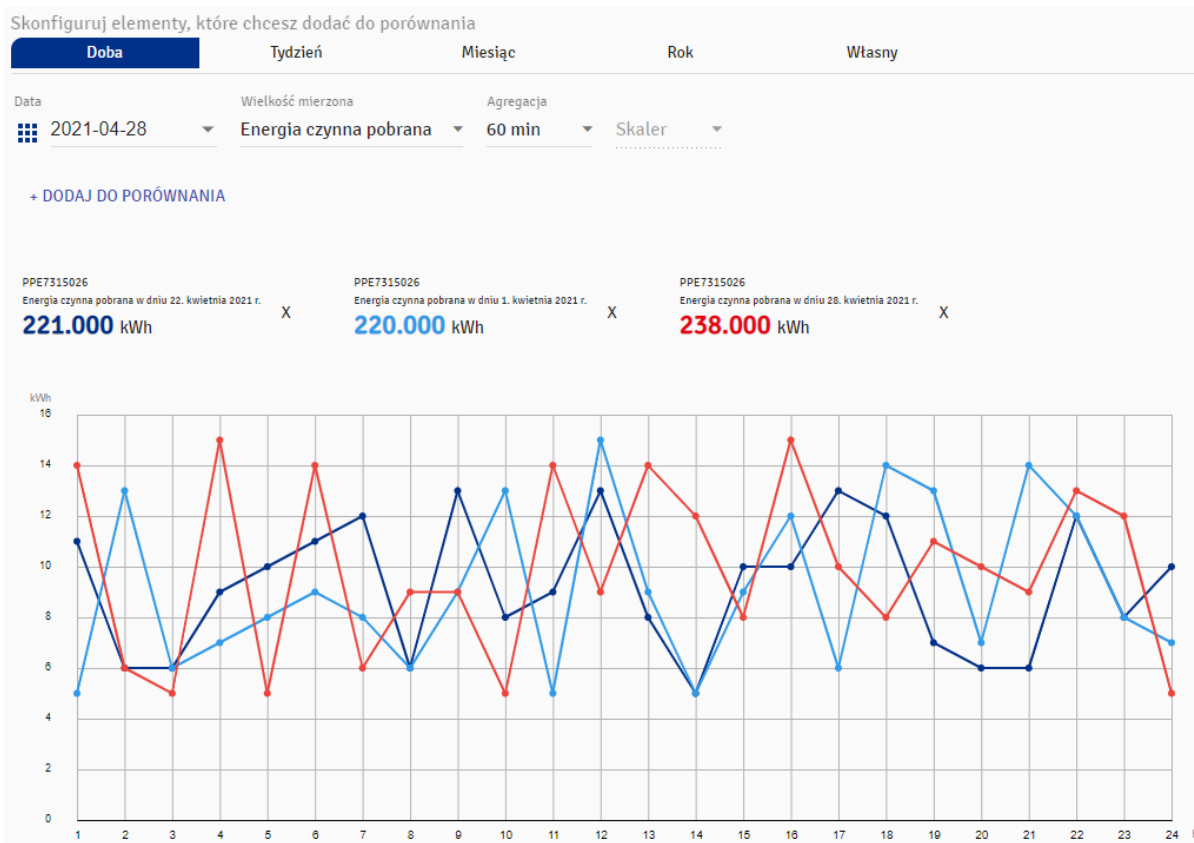 Skonfiguruj elementy, które chcesz dodać do porównania
Doba Tydzień Miesiąc Rok Własny
Data Wielkość mierzona Agregacja
2021-04-28 Energia czynna pobrana 60 min Skaler
+ DODAJ DO PORÓWNANIA
PPE7315026 PPE7315026 PPE7315026
Energia czynna pobrana w dniu 22. kwietnia 2021 r. X Energia czynna pobrana w dniu 1. kwietnia 2021 r. X Energia czynna pobrana w dniu 28. kwietnia 2021 r. X
221.000 kWh 220.000 kWh 238.000 kWh
kWh
16
14
12
10
8
6
4
2
0
1 2 3 4 5 6 7 8 9 10 11 12 13 14 15 16 17 18 19 20 21 22 23 24